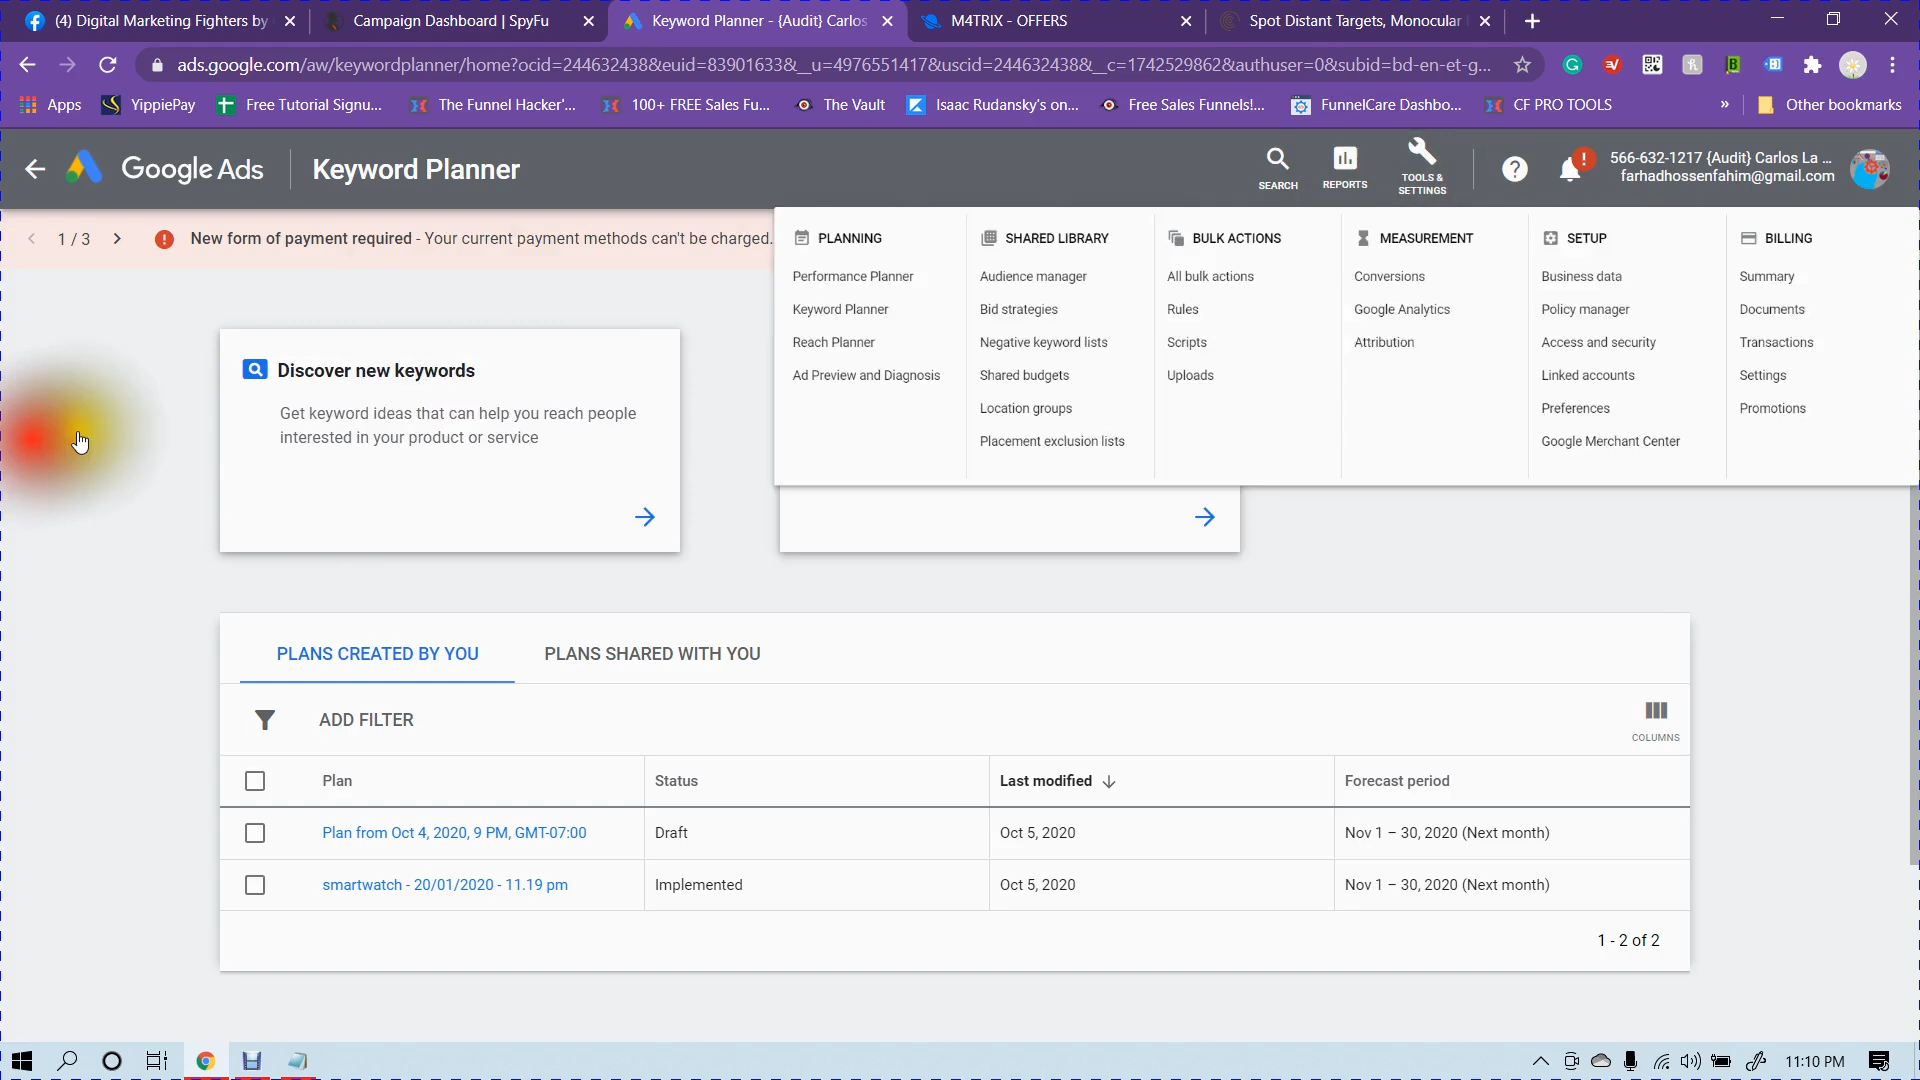 (4) Digital Marketing Fighters by
Campaign Dashboard | SpyFu
Keyword Planner - {Audit} Carlos
M4TRIX - OFFERS
Spot Distant Targets, Monocular
ads.google.com/aw/keywordplanner/home?ocid=244632438&euid=83901633&__u=4976551417&uscid=244632438&__c=1742529862&authuser=0&subid=bd-en-et-g...
Apps
YippiePay
Free Tutorial Signu...
The Funnel Hacker'...
100+ FREE Sales Fu...
The Vault
Isaac Rudansky's on...
Free Sales Funnels!...
FunnelCare Dashbo...
CF PRO TOOLS
»
Other bookmarks
Google Ads
Keyword Planner
SEARCH
REPORTS
TOOLS &
SETTINGS
566-632-1217 {Audit} Carlos La ...
farhadhossenfahim@gmail.com
1 / 3
New form of payment required - Your current payment methods can't be charged.
PLANNING
Performance Planner
Keyword Planner
Reach Planner
Ad Preview and Diagnosis
SHARED LIBRARY
Audience manager
Bid strategies
Negative keyword lists
Shared budgets
Location groups
Placement exclusion lists
BULK ACTIONS
All bulk actions
Rules
Scripts
Uploads
MEASUREMENT
Conversions
Google Analytics
Attribution
SETUP
Business data
Policy manager
Access and security
Linked accounts
Preferences
Google Merchant Center
BILLING
Summary
Documents
Transactions
Settings
Promotions
Discover new keywords
Get keyword ideas that can help you reach people
interested in your product or service
PLANS CREATED BY YOU
PLANS SHARED WITH YOU
ADD FILTER
COLUMNS
Plan
Status
Last modified
Forecast period
Plan from Oct 4, 2020, 9 PM, GMT-07:00
Draft
Oct 5, 2020
Nov 1 – 30, 2020 (Next month)
smartwatch - 20/01/2020 - 11.19 pm
Implemented
Oct 5, 2020
Nov 1 – 30, 2020 (Next month)
1 - 2 of 2
11:10 PM